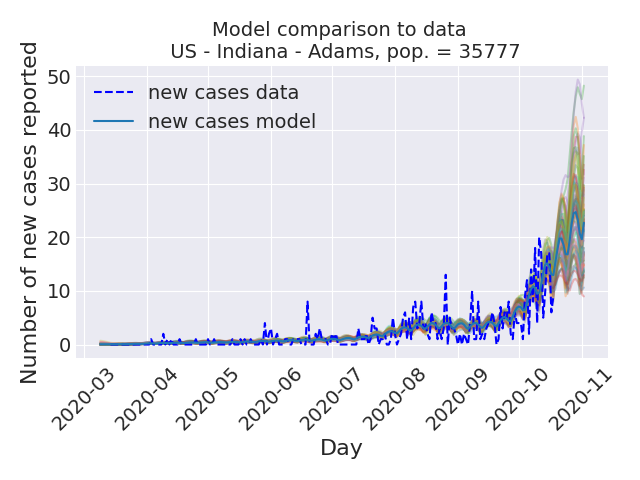 Model comparison to data
US - Indiana - Adams, pop. = 35777
Number of new cases reported
50
40
30
20
10
0
new cases data
new cases model
2020-03
2020-04
2020-05
2020-06
2020-07
2020-08
2020-09
2020-10
2020-11
Day